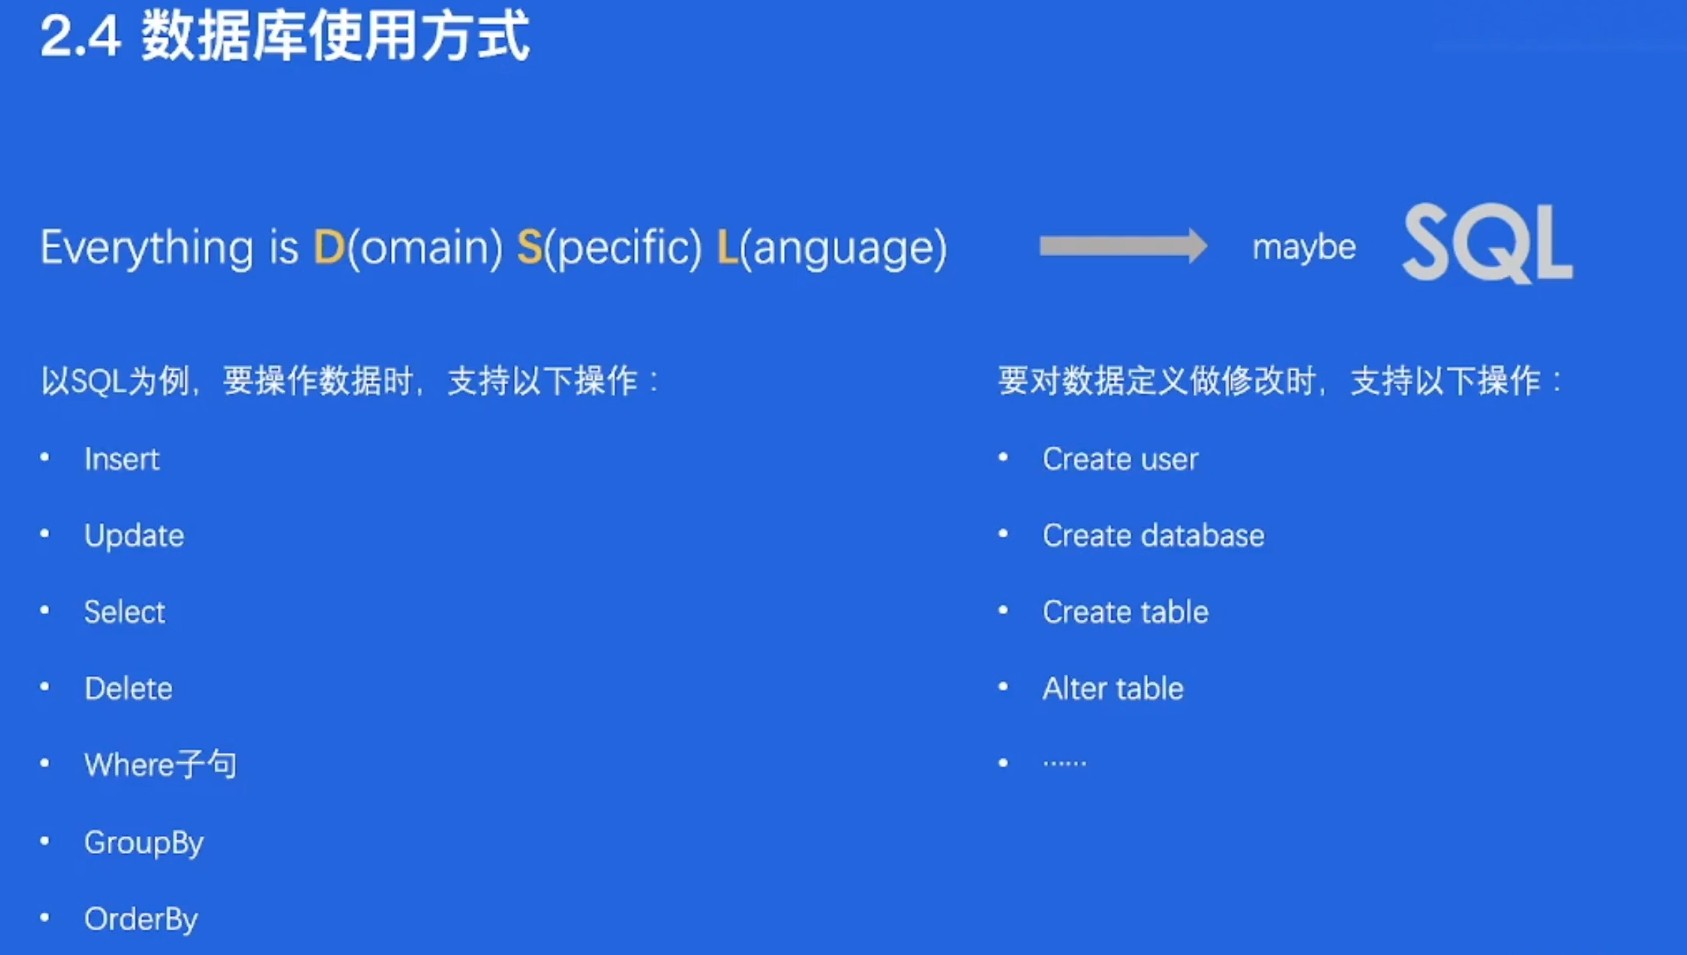 2.4 数据库使用方式
Everything is D(omain) S(pecific) L(anguage)
maybe SQL
以SQL为例，要操作数据时，支持以下操作：
• Insert
• Update
• Select
• Delete
• Where子句
• GroupBy
• OrderBy
要对数据定义做修改时，支持以下操作：
• Create user
• Create database
• Create table
• Alter table
• ······